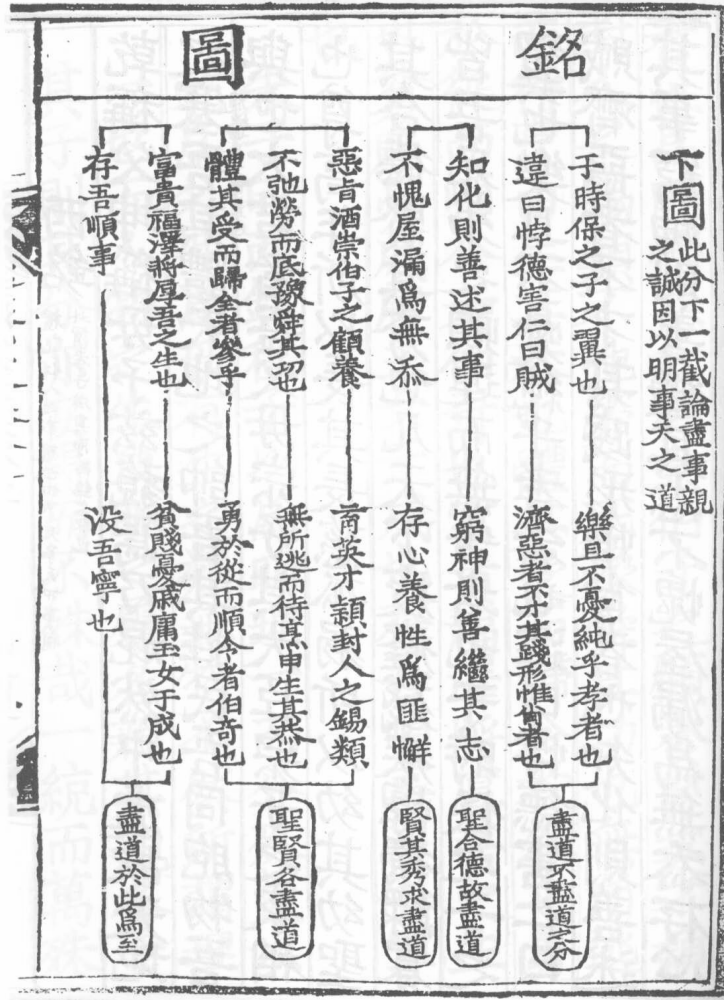 銘圖
下圖
此分下一截論盡事親
之誠因以明事天之道
于時保之子之翼也
樂且不憂純乎孝者也
違曰悖德害仁曰賊
濟惡者不才其踐形惟肖者也
知化則善述其事
窮神則善繼其志
不愧屋漏爲無忝
存心養性爲匪懈
惡旨酒崇伯子之顧養
育英才穎封人之錫類
不弛勞而底豫舜其功也
無所逃而待烹申生其恭也
體其受而歸全者參乎
勇於從而順令者伯奇也
富貴福澤將厚吾之生也
貧賤憂戚庸玉女于成也
存吾順事
沒吾寧也
盡道不盡道之分
聖合德故盡道
賢其秀求盡道
聖賢各盡道
盡道於此爲至